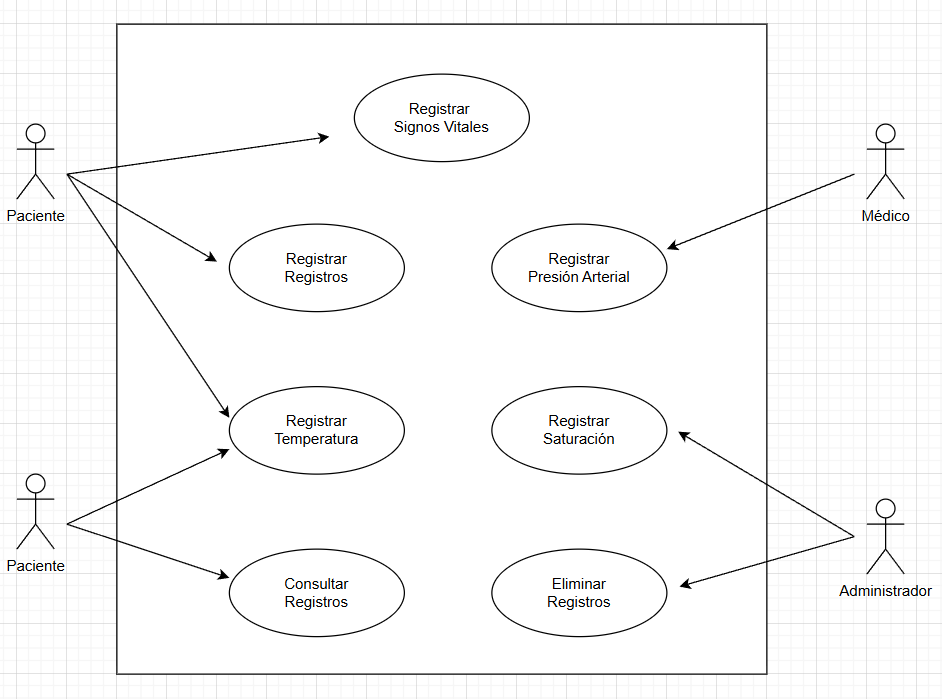 Registrar
Signos Vitales
Paciente
Médico
Registrar
Registros
Registrar
Presión Arterial
Registrar
Temperatura
Registrar
Saturación
Paciente
Consultar
Registros
Eliminar
Registros
Administrador